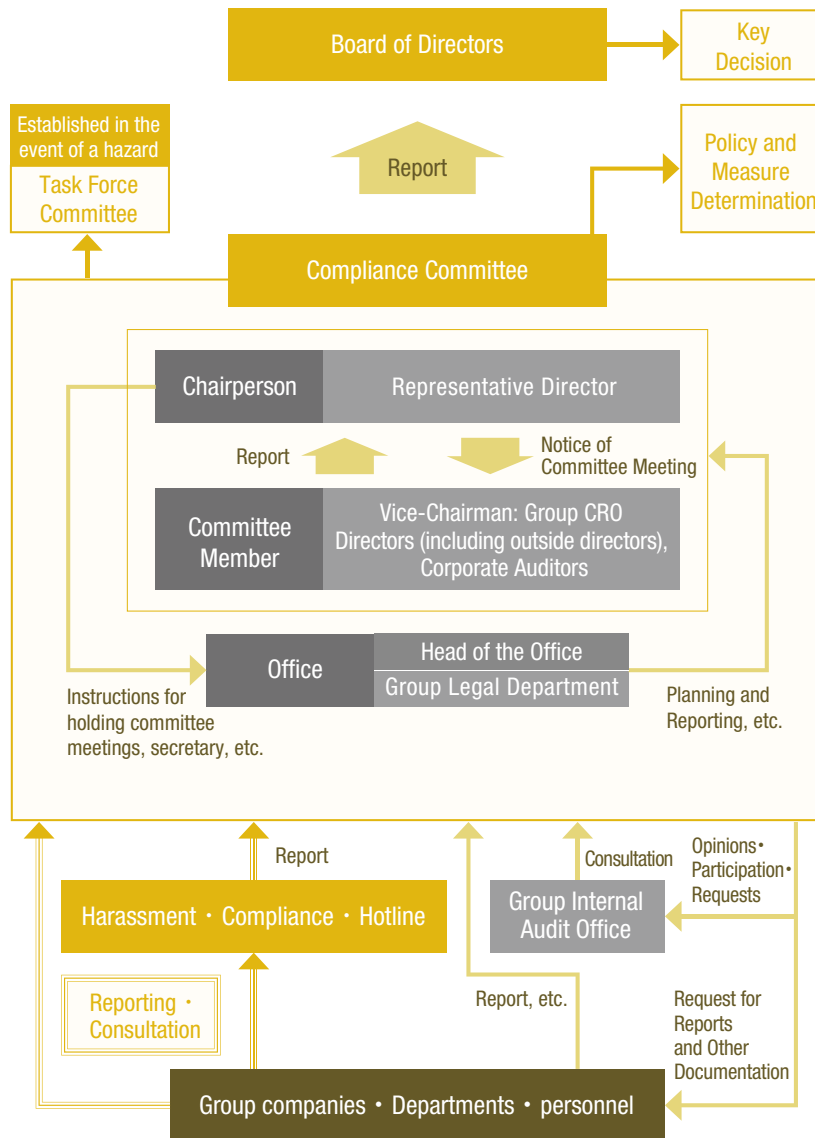 Board of Directors
Key
Decision
Established in the
event of a hazard
Task Force
Committee
Report
Policy and
Measure
Determination
Compliance Committee
Chairperson
Representative Director
Report
Notice of
Committee Meeting
Committee
Member
Vice-Chairman: Group CRO
Directors (including outside directors),
Corporate Auditors
Office
Head of the Office
Group Legal Department
Instructions for
holding committee
meetings, secretary, etc.
Planning and
Reporting, etc.
Report
Consultation
Opinions・
Participation・
Requests
Harassment・Compliance・Hotline
Group Internal
Audit Office
Reporting・
Consultation
Report, etc.
Request for
Reports
and Other
Documentation
Group companies・Departments・personnel